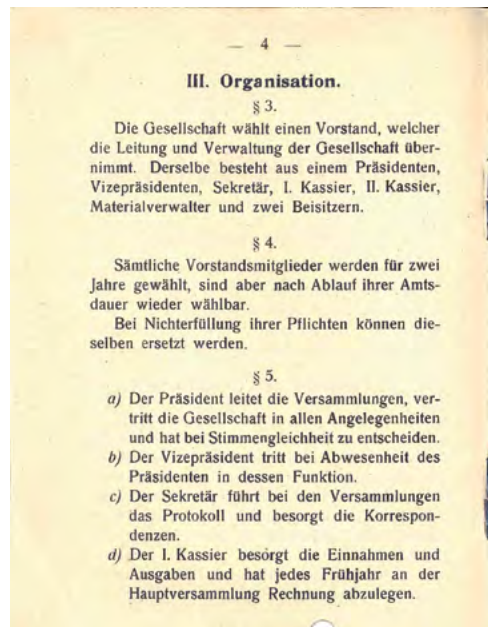 — 4 —
III. Organisation.
§ 3.
Die Gesellschaft wählt einen Vorstand, welcher
die Leitung und Verwaltung der Gesellschaft über-
nimmt. Derselbe besteht aus einem Präsidenten,
Vizepräsidenten, Sekretär, I. Kassier, II. Kassier,
Materialverwalter und zwei Beisitzern.
§ 4.
Sämtliche Vorstandsmitglieder werden für zwei
Jahre gewählt, sind aber nach Ablauf ihrer Amts-
dauer wieder wählbar.
Bei Nichterfüllung ihrer Pflichten können die-
selben ersetzt werden.
§ 5.
a) Der Präsident leitet die Versammlungen, ver-
tritt die Gesellschaft in allen Angelegenheiten
und hat bei Stimmengleichheit zu entscheiden.
b) Der Vizepräsident tritt bei Abwesenheit des
Präsidenten in dessen Funktion.
c) Der Sekretär führt bei den Versammlungen
das Protokoll und besorgt die Korrespon-
denzen.
d) Der I. Kassier besorgt die Einnahmen und
Ausgaben und hat jedes Frühjahr an der
Hauptversammlung Rechnung abzulegen.